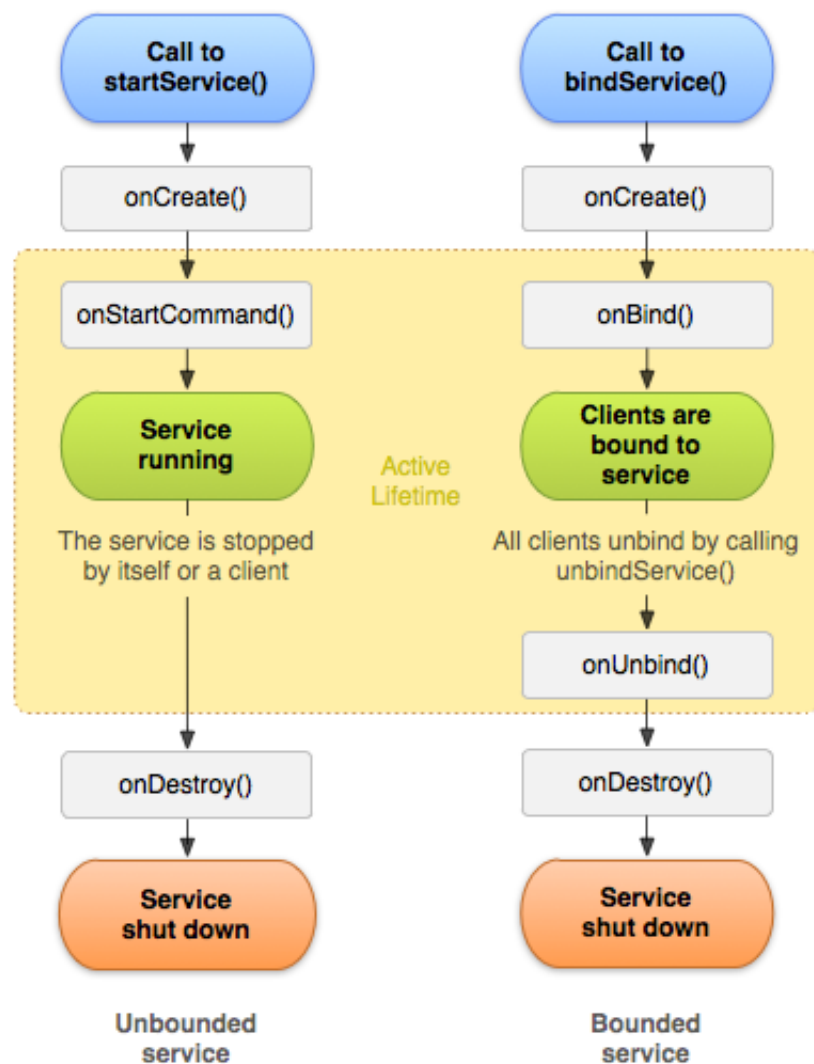 Call to
startService()
onCreate()
onStartCommand()
Service
running
The service is stopped
by itself or a client
onDestroy()
Service
shut down
Unbounded
service
Active
Lifetime
Call to
bindService()
onCreate()
onBind()
Clients are
bound to
service
All clients unbind by calling
unbindService()
onUnbind()
onDestroy()
Service
shut down
Bounded
service